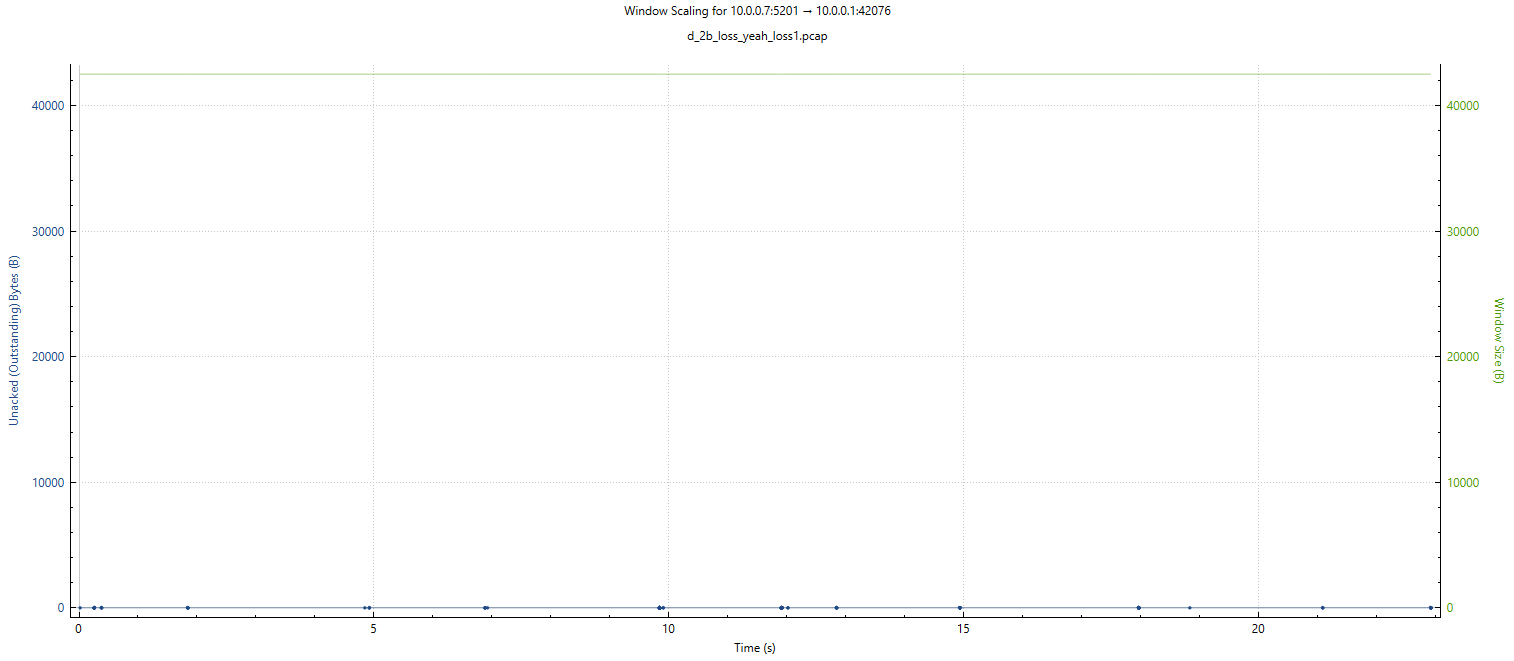 Window Scaling for 10.0.0.7:5201 → 10.0.0.1:42076
d_2b_loss_yeah_loss1.pcap
Unacked (Outstanding) Bytes (B)
40000
30000
20000
10000
0
40000
30000
20000
10000
0
Window Size (B)
0 5 10 15 20
Time (s)